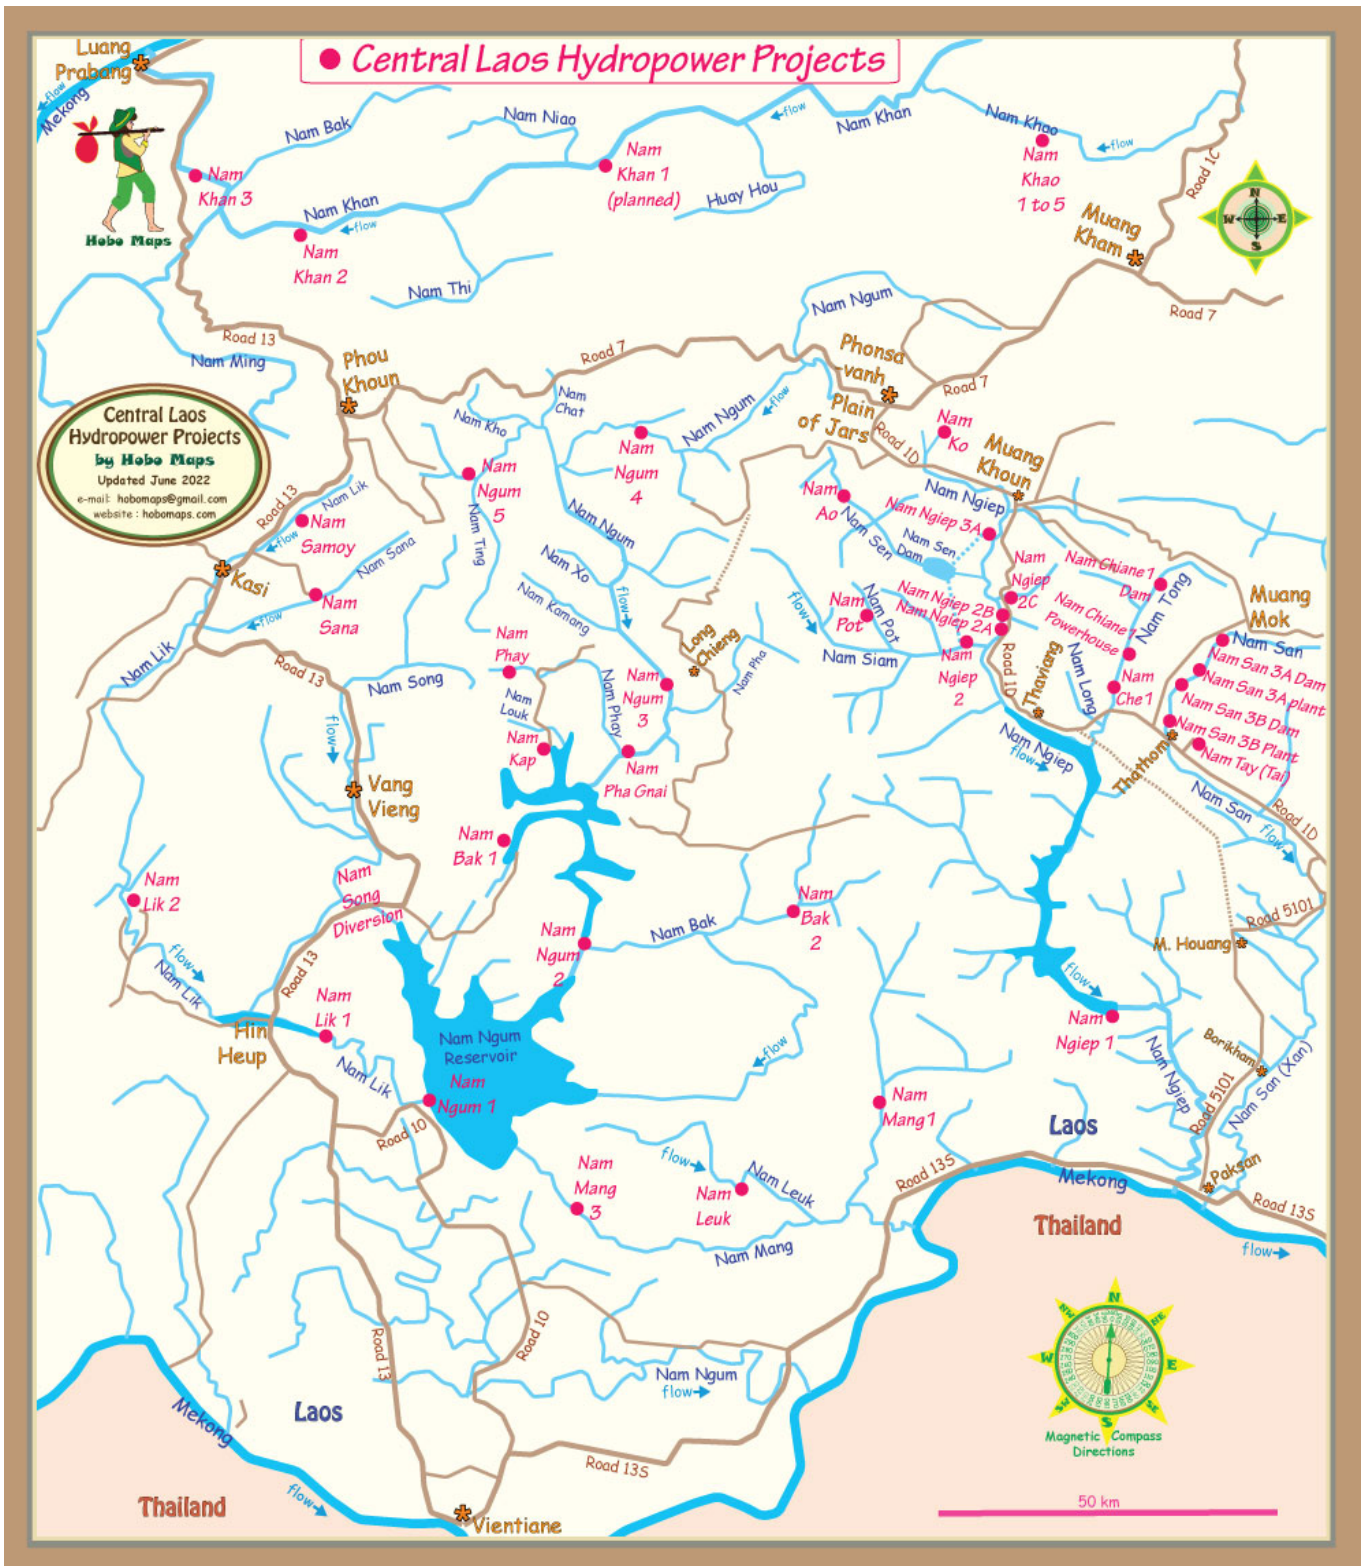 Central Laos Hydropower Projects
Luang
Prabang
flow
Mekong
Hobo Maps
Nam Bak
Nam Niao
flow
Nam Khan
Nam Khao
flow
Nam
Khan 3
Nam
Khan 1
(planned)
Nam
Khao
1 to 5
Road 1C
N
W
E
S
Nam Khan
flow
Huay Hou
Muang
Kham
Nam
Khan 2
Nam Thi
Nam Ngum
Road 7
Road 13
Nam Ming
Phou
Khoun
Road 7
Phonsa
-vanh
Road 7
Central Laos
Hydropower Projects
by Hobo Maps
Updated June 2022
e-mail: hobomaps@gmail.com
website : hobomaps.com
Nam Kho
Nam
Chat
Nam Ngum
flow
Plain
of Jars
Road 1D
Nam
Ko
Muang
Khoun
Nam
Ngum
4
Nam
Ngum
5
Road 13
Nam Lik
Nam
Samoy
flow
Nam Ting
Nam Ngum
Nam
Ao
Nam Sen
Nam Ngiep
Nam Ngiep 3A
Nam Sen
Dam
Kasi
Nam Sana
Nam
Sana
flow
Nam Xo
Nam Kamang
flow
flow
Nam
Pot
Nam Pot
Nam Ngiep 2B
Nam Ngiep 2A
Nam
Ngiep
2C
Nam Chiane 1
Dam
Nam Chiane 1
Powerhouse
Nam Tong
Muang
Mok
Nam Lik
Road 13
Nam Song
Nam
Phay
Nam
Louk
Nam Phay
Nam
Ngum
3
Long
Chieng
Nam Pha
Nam Siam
Nam
Ngiep
2
Road 1D
Thaviang
Nam Long
Nam
Che 1
Nam San
Nam San 3A Dam
Nam San 3A plant
Nam San 3B Dam
Nam San 3B Plant
Nam Tay (Tai)
flow
Nam
Kap
Nam
Pha Gnai
Nam Ngiep
flow
Thathom
Vang
Vieng
Nam San
flow
Road 1D
Nam
Bak 1
Nam
Lik 2
Nam
Song
Diversion
Nam
Bak
2
Nam Bak
Nam
Ngum
2
Road 5101
M. Houang
flow
Nam Lik
Road 13
flow
Nam
Lik 1
Hin
Heup
Nam Ngum
Reservoir
flow
Nam
Ngiep 1
Nam Lik
Nam
Ngum 1
Nam
Mang 1
Nam Ngiep
Borikham
Nam San (Xan)
Road 5101
Laos
Road 10
Nam
Mang
3
flow
Nam
Leuk
Nam Leuk
Road 13S
Mekong
Paksan
Road 13S
Thailand
flow
Nam Mang
N
NE
E
SE
S
SW
W
NW
Magnetic Compass
Directions
Road 13
Road 10
Nam Ngum
flow
Mekong
Laos
Road 13S
Thailand
flow
Vientiane
50 km